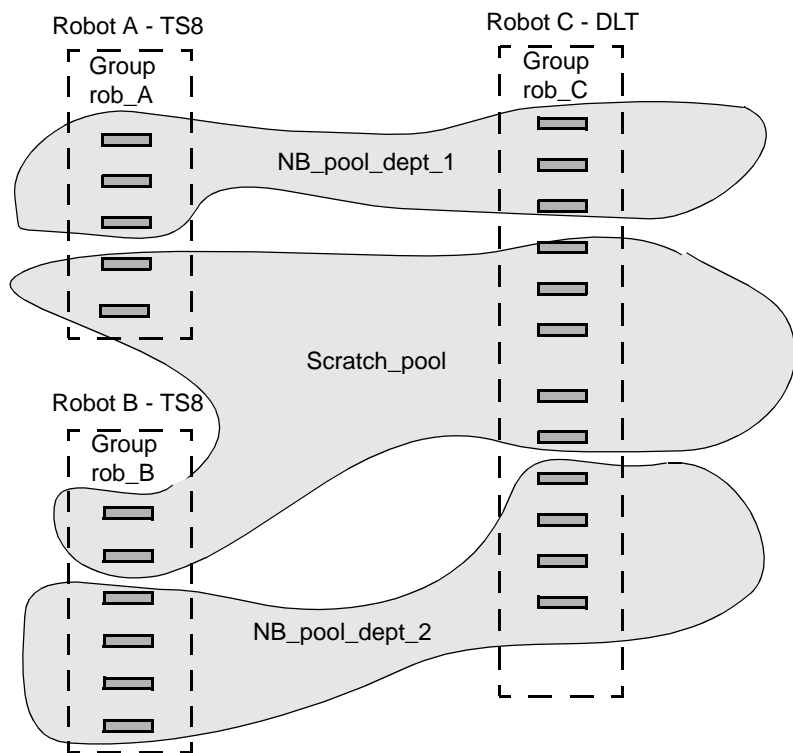 Robot A - TS8
Group
rob_A
Robot C - DLT
Group
rob_C
NB_pool_dept_1
Scratch_pool
Robot B - TS8
Group
rob_B
NB_pool_dept_2